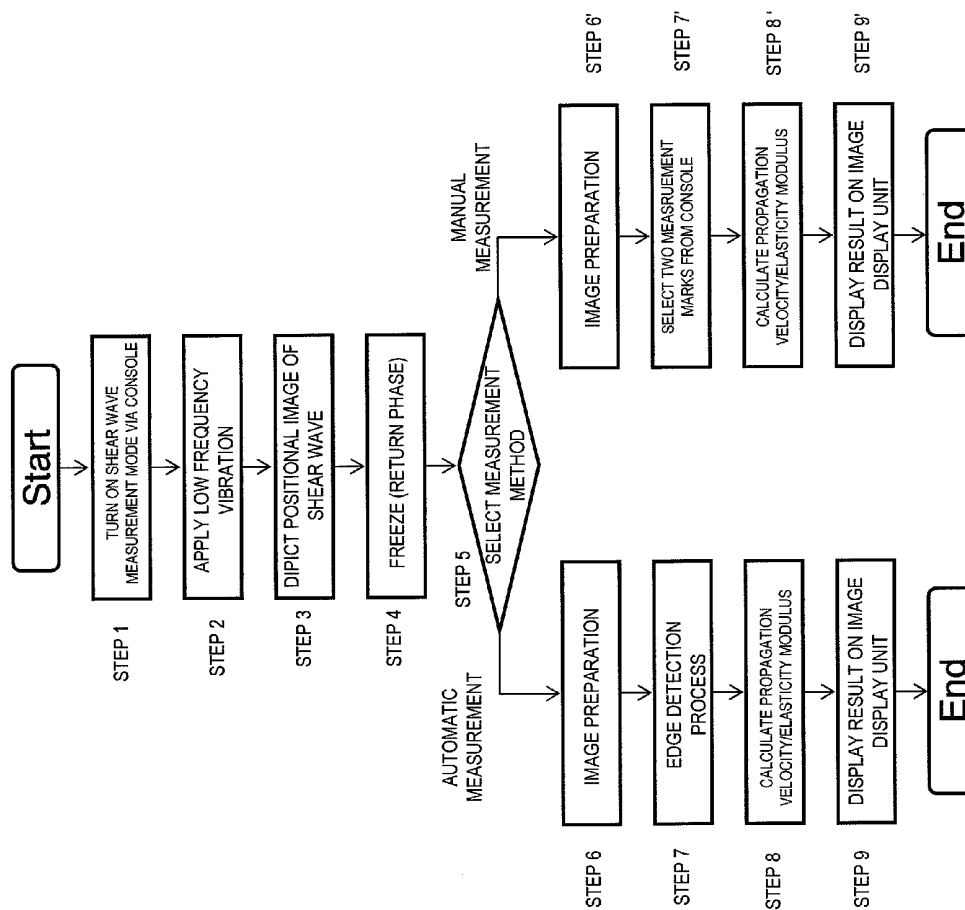 Start
STEP 1
TURN ON SHEAR WAVE
MEASUREMENT MODE VIA CONSOLE
STEP 2
APPLY LOW FREQUENCY
VIBRATION
STEP 3
DIPICT POSITIONAL IMAGE OF
SHEAR WAVE
STEP 4
FREEZE (RETURN PHASE)
STEP 5
SELECT MEASUREMENT
METHOD
AUTOMATIC
MEASUREMENT
STEP 6
IMAGE PREPARATION
STEP 7
EDGE DETECTION
PROCESS
STEP 8
CALCULATE PROPAGATION
VELOCITY/ELASTICITY MODULUS
STEP 9
DISPLAY RESULT ON IMAGE
DISPLAY UNIT
End
MANUAL
MEASUREMENT
STEP 6'
IMAGE PREPARATION
STEP 7'
SELECT TWO MEASRUEMENT
MARKS FROM CONSOLE
STEP 8 '
CALCULATE PROPAGATION
VELOCITY/ELASTICITY MODULUS
STEP 9'
DISPLAY RESULT ON IMAGE
DISPLAY UNIT
End